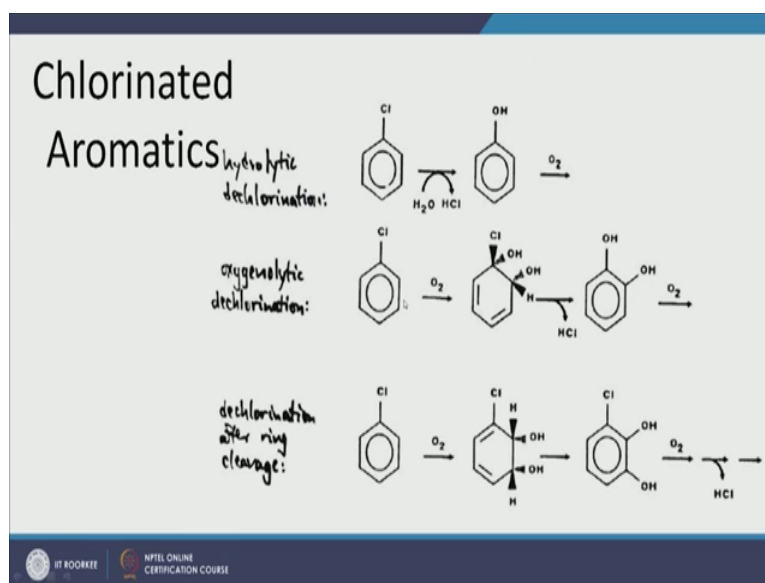 Chlorinated
Aromatics
hydrolytic
dechlorination:
Cl
H₂O HCl
OH
O₂
oxygenolytic
dechlorination:
Cl
O₂
Cl
OH
OH
H
HCl
OH
OH
O₂
dechlorination
after ring
cleavage:
Cl
O₂
Cl
H
OH
OH
H
Cl
OH
OH
O₂
HCl
IIT ROORKEE
NPTEL ONLINE
CERTIFICATION COURSE